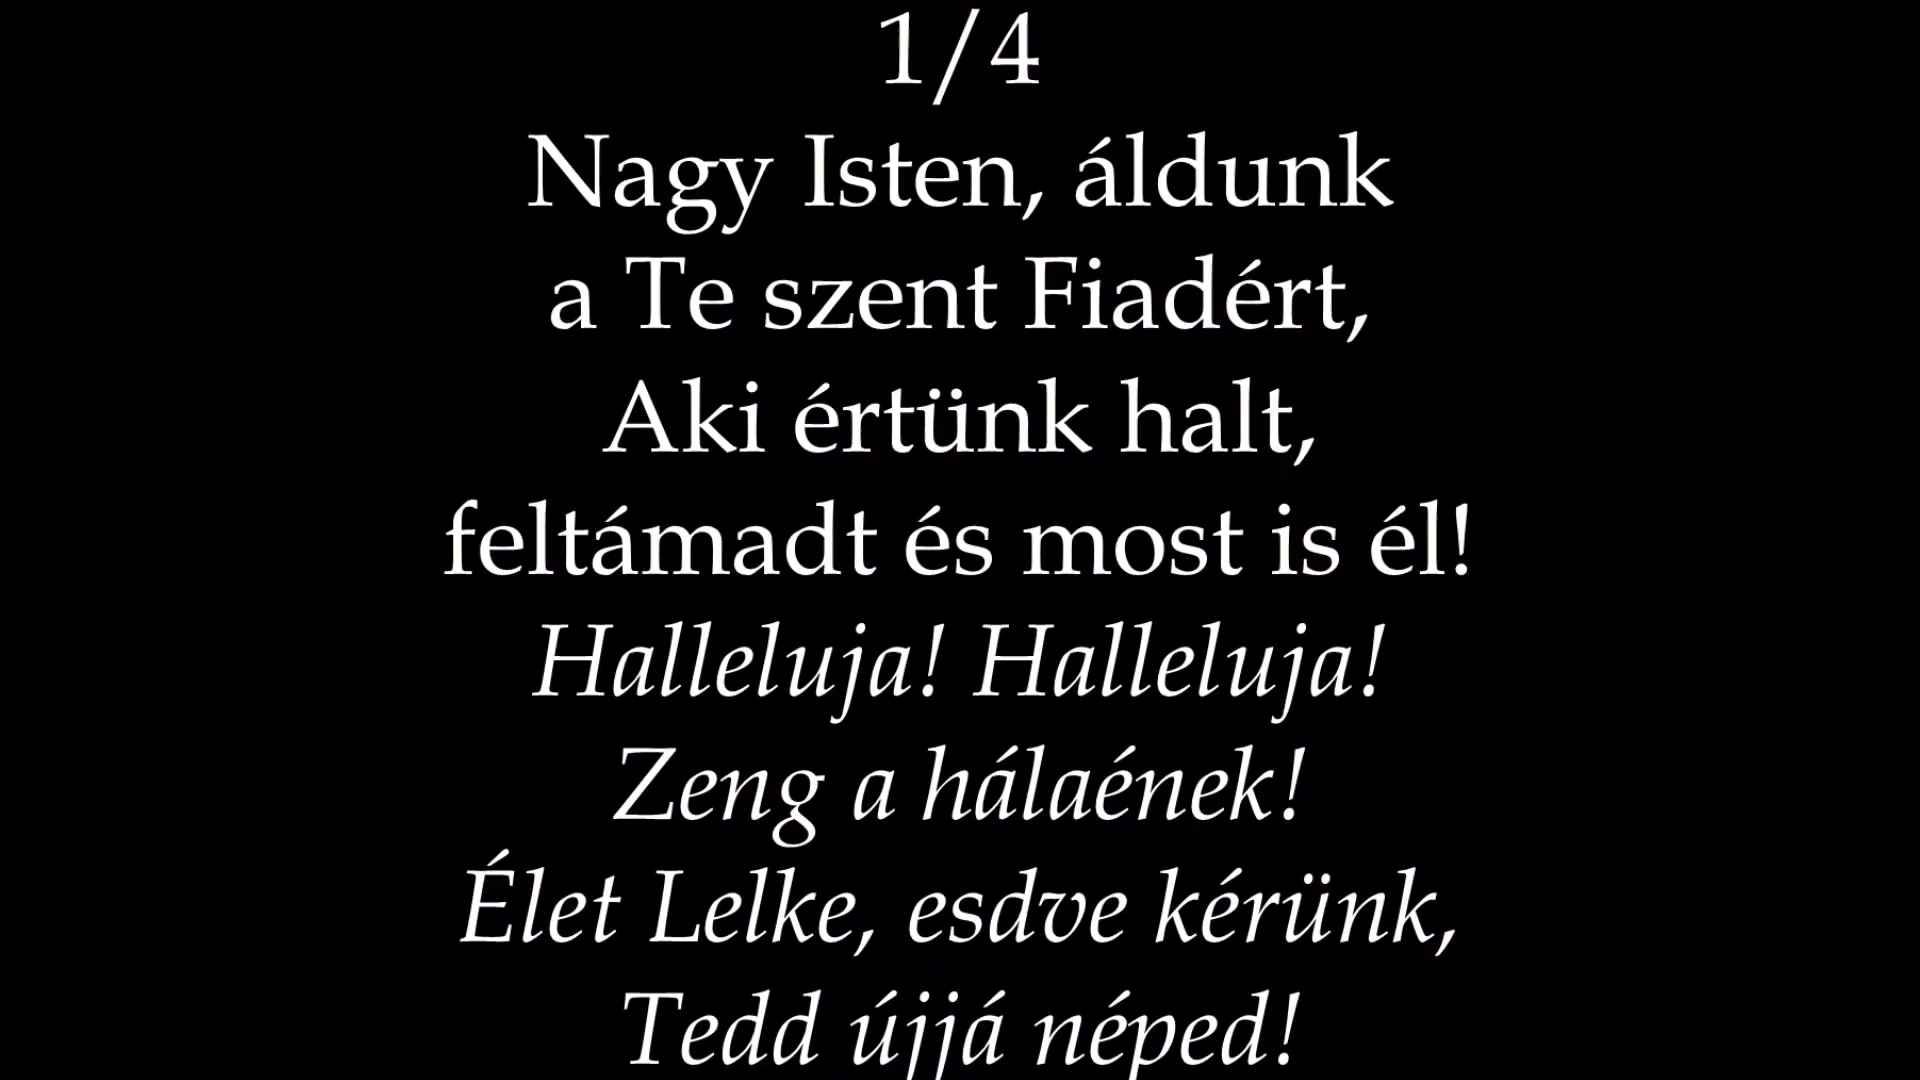 1/4
Nagy Isten, áldunk
a Te szent Fiadért,
Aki értünk halt,
feltámadt és most is él!
Halleluja! Halleluja!
Zeng a hálaének!
Élet Lelke, esdve kérünk,
Tedd újjá néped!